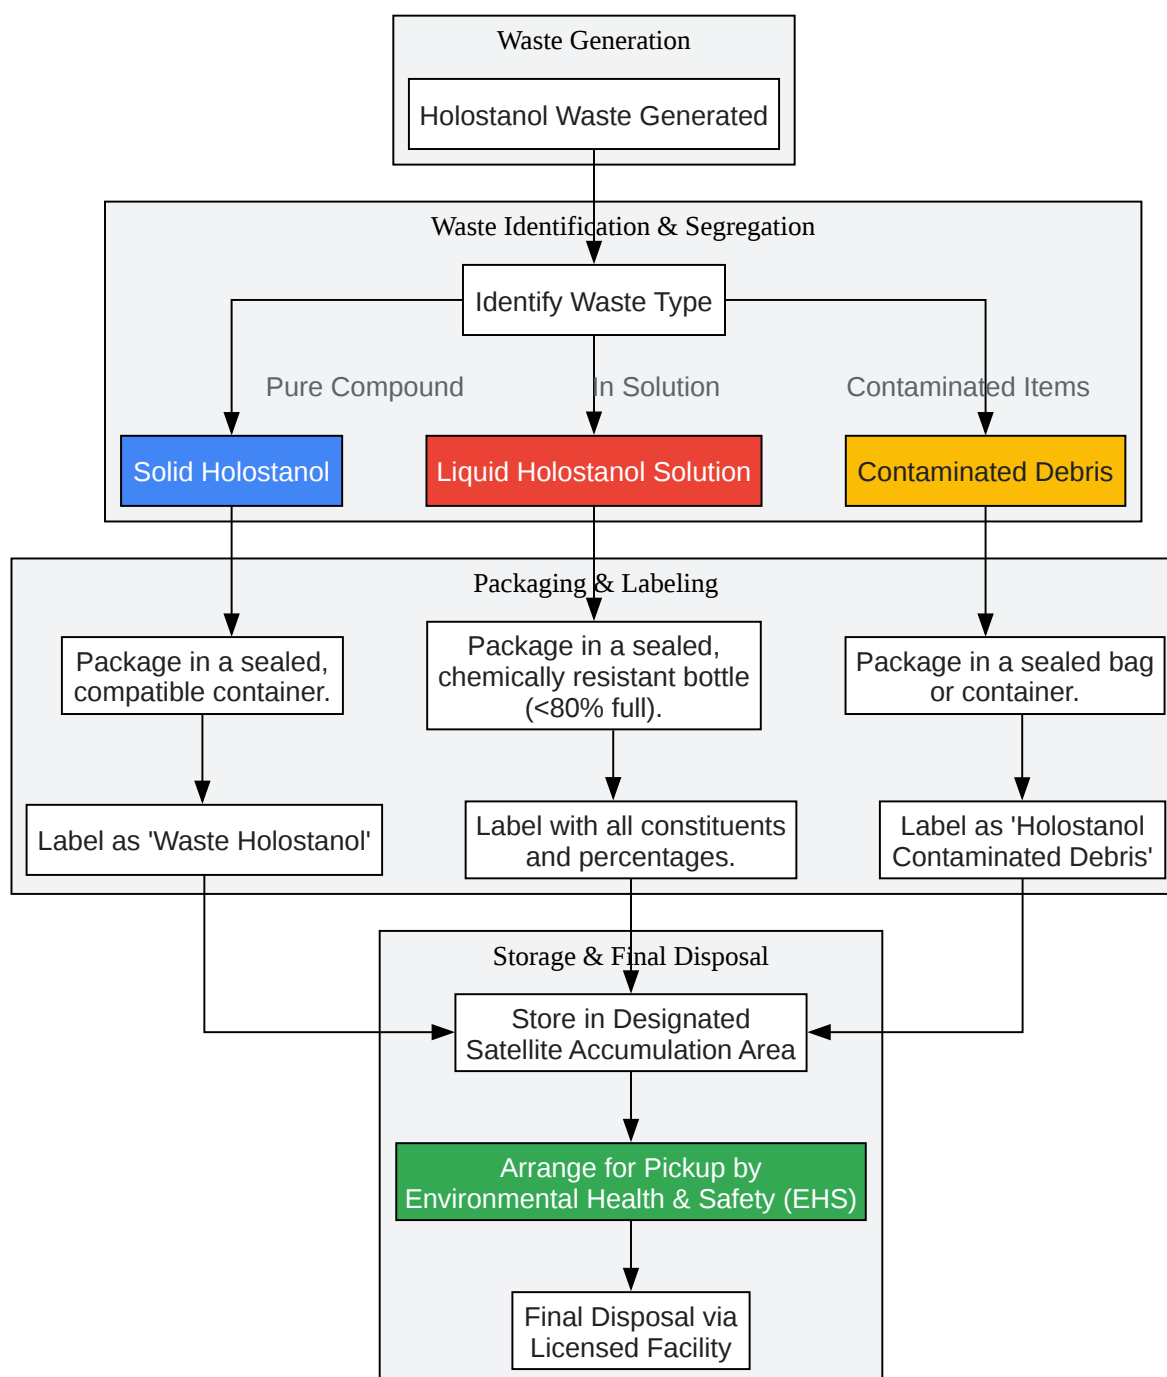 Waste Generation
Holostanol Waste Generated
Waste Identification & Segregation
Identify Waste Type
Pure Compound
In Solution
Contaminated Items
Solid Holostanol
Liquid Holostanol Solution
Contaminated Debris
Packaging & Labeling
Package in a sealed,
compatible container.
Package in a sealed,
chemically resistant bottle
(<80% full).
Package in a sealed bag
or container.
Label as 'Waste Holostanol'
Label with all constituents
and percentages.
Label as 'Holostanol
Contaminated Debris'
Storage & Final Disposal
Store in Designated
Satellite Accumulation Area
Arrange for Pickup by
Environmental Health & Safety (EHS)
Final Disposal via
Licensed Facility